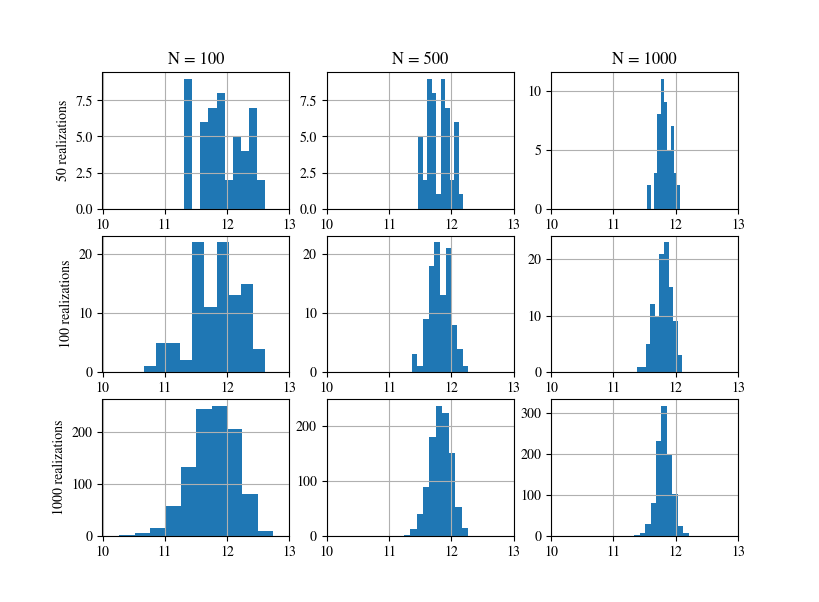 N = 100 N = 500 N = 1000
50 realizations
7.5 5.0 2.5 0.0
7.5 5.0 2.5 0.0
10 5 0
10 11 12 13 10 11 12 13 10 11 12 13
100 realizations
20 10 0
20 10 0
20 10 0
10 11 12 13 10 11 12 13 10 11 12 13
1000 realizations
200 100 0
200 100 0
300 200 100 0
10 11 12 13 10 11 12 13 10 11 12 13